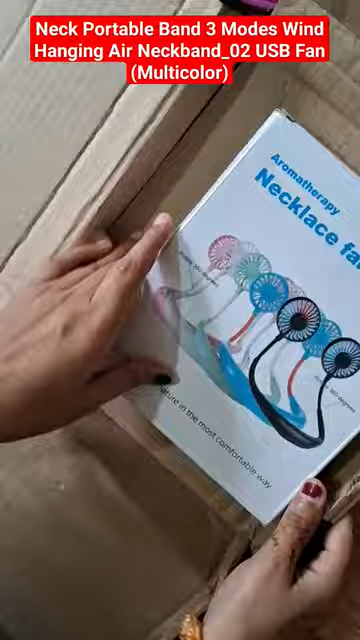 Neck Portable Band 3 Modes Wind
Hanging Air Neckband_02 USB Fan
(Multicolor)
Aromatherapy
Necklace fa
ature in the most comfortable way